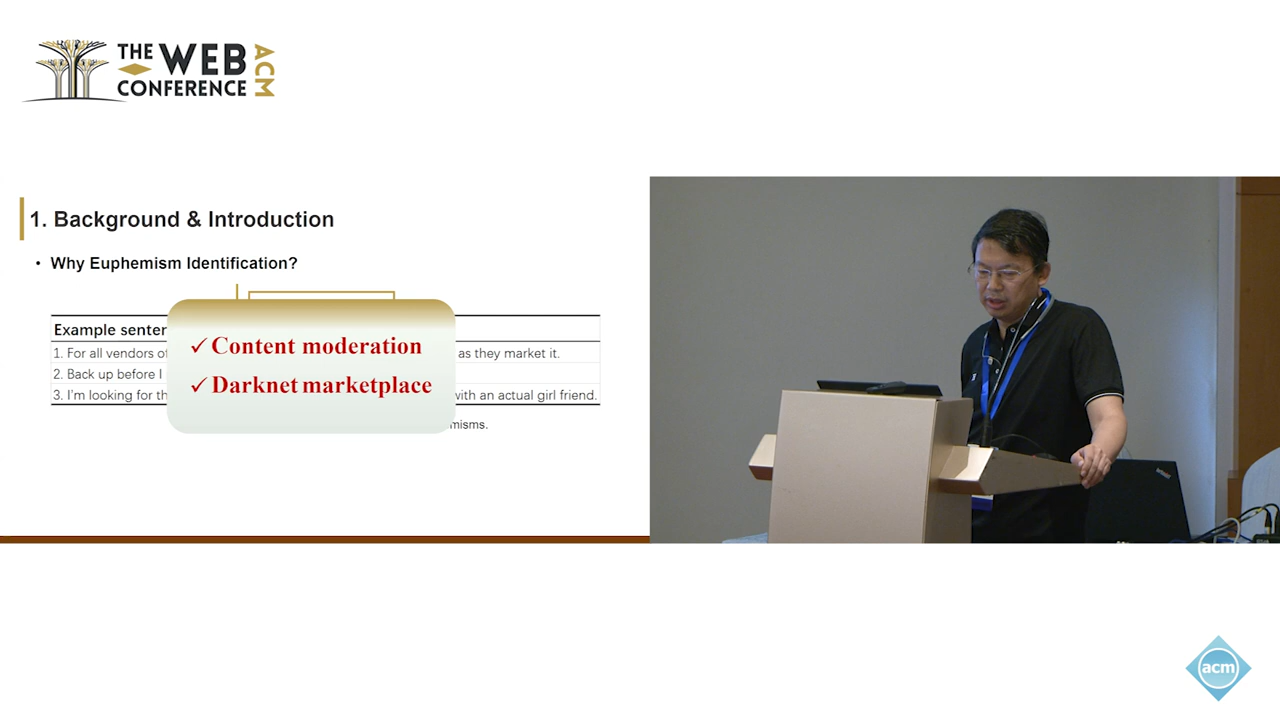 THE WEB
CONFERENCE
ACM
1. Background & Introduction
• Why Euphemism Identification?
Example senten
1. For all vendors of as they market it.
2. Back up before I
3. I'm looking for th with an actual girl friend.
misms.
✓ Content moderation
✓ Darknet marketplace
acm